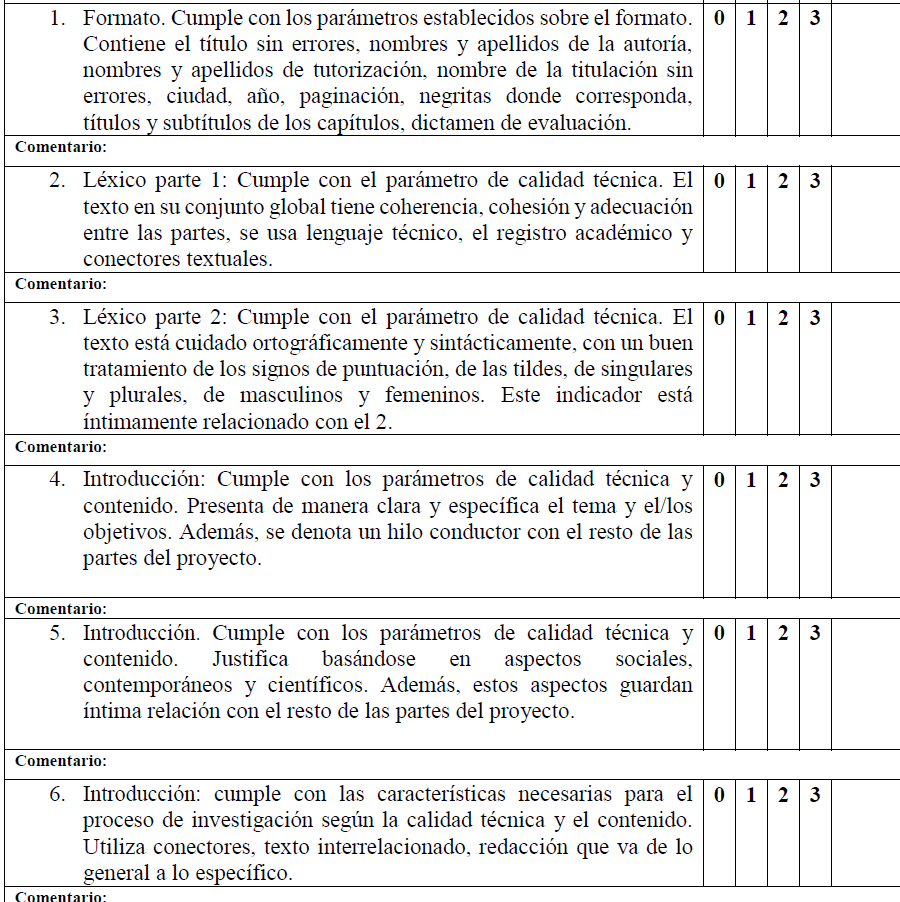 1. Formato. Cumple con los parámetros establecidos sobre el formato. 0 1 2 3
Contiene el título sin errores, nombres y apellidos de la autoría,
nombres y apellidos de tutorización, nombre de la titulación sin
errores, ciudad, año, paginación, negritas donde corresponda,
títulos y subtítulos de los capítulos, dictamen de evaluación.
Comentario:
2. Léxico parte 1: Cumple con el parámetro de calidad técnica. El 0 1 2 3
texto en su conjunto global tiene coherencia, cohesión y adecuación
entre las partes, se usa lenguaje técnico, el registro académico y
conectores textuales.
Comentario:
3. Léxico parte 2: Cumple con el parámetro de calidad técnica. El 0 1 2 3
texto está cuidado ortográficamente y sintácticamente, con un buen
tratamiento de los signos de puntuación, de las tildes, de singulares
y plurales, de masculinos y femeninos. Este indicador está
íntimamente relacionado con el 2.
Comentario:
4. Introducción: Cumple con los parámetros de calidad técnica y 0 1 2 3
contenido. Presenta de manera clara y específica el tema y el/los
objetivos. Además, se denota un hilo conductor con el resto de las
partes del proyecto.
Comentario:
5. Introducción. Cumple con los parámetros de calidad técnica y 0 1 2 3
contenido. Justifica basándose en aspectos sociales,
contemporáneos y científicos. Además, estos aspectos guardan
íntima relación con el resto de las partes del proyecto.
Comentario:
6. Introducción: cumple con las características necesarias para el 0 1 2 3
proceso de investigación según la calidad técnica y el contenido.
Utiliza conectores, texto interrelacionado, redacción que va de lo
general a lo específico.
Comentario: